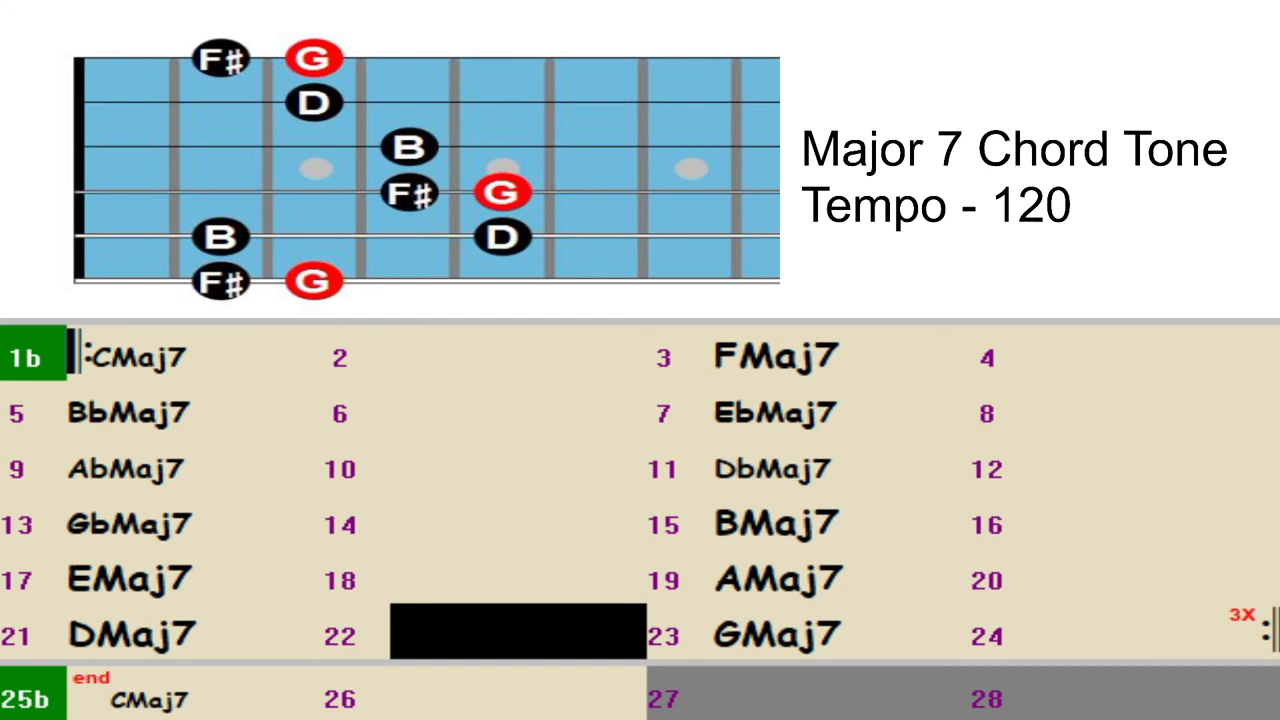 F♯ G
D
B
F♯ G
B D
F♯ G
Major 7 Chord Tone
Tempo - 120
1b CMaj7 2 3 FMaj7 4
5 BbMaj7 6 7 EbMaj7 8
9 AbMaj7 10 11 DbMaj7 12
13 GbMaj7 14 15 BMaj7 16
17 EMaj7 18 19 AMaj7 20
21 DMaj7 22 23 GMaj7 24 3X
end
25b CMaj7 26 27 28